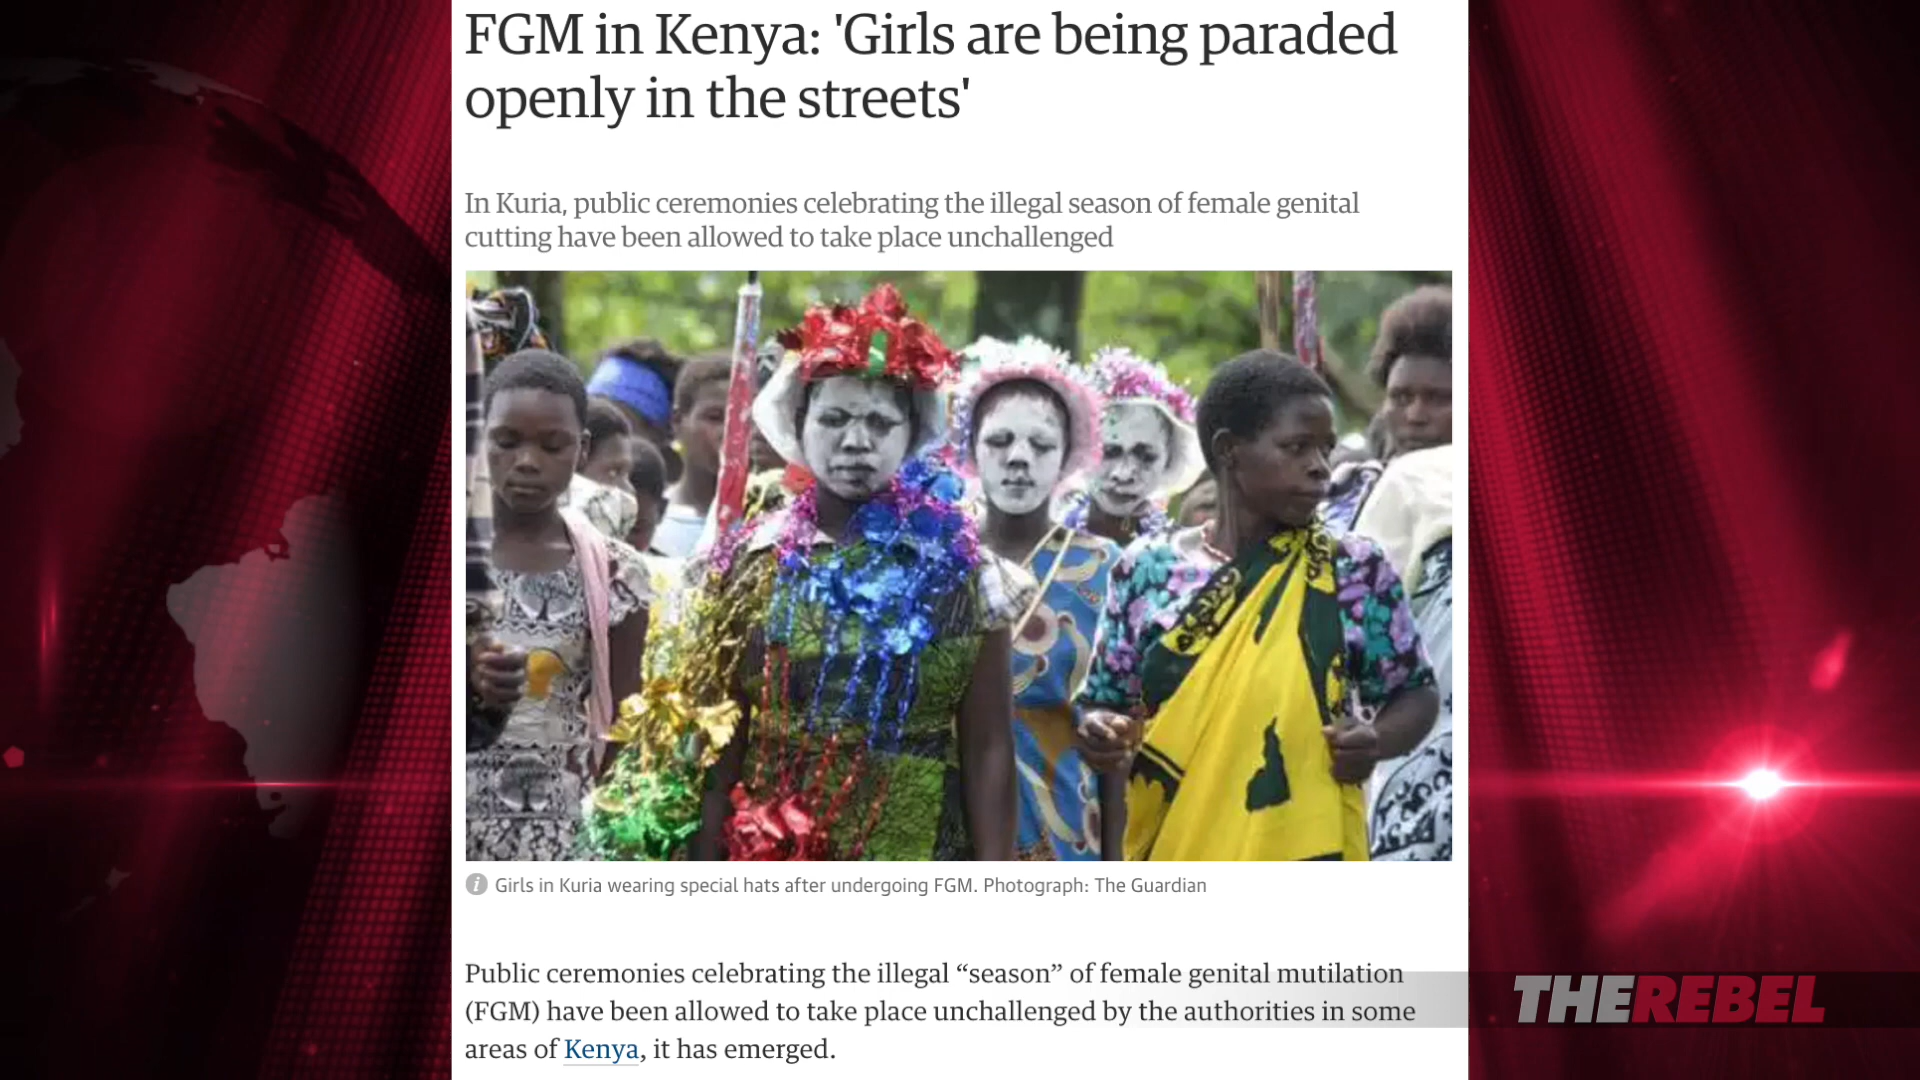 FGM in Kenya: 'Girls are being paraded
openly in the streets'
In Kuria, public ceremonies celebrating the illegal season of female genital
cutting have been allowed to take place unchallenged
i Girls in Kuria wearing special hats after undergoing FGM. Photograph: The Guardian
Public ceremonies celebrating the illegal “season” of female genital mutilation
(FGM) have been allowed to take place unchallenged by the authorities in some
areas of Kenya, it has emerged.
THEREBEL